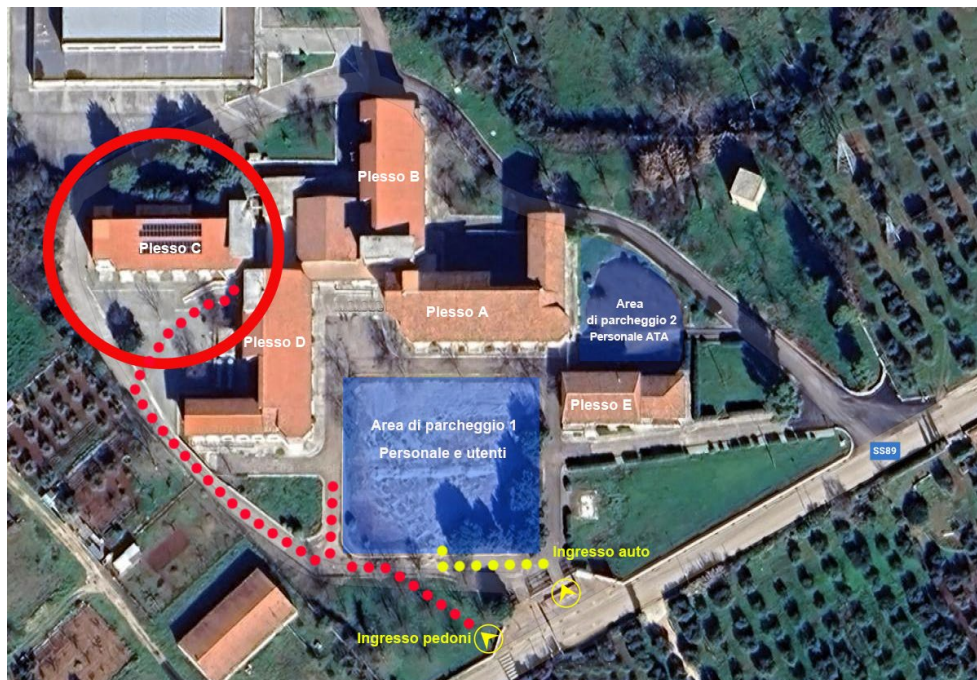 Plesso B
Plesso C
Plesso A
Area
di parcheggio 2
Personale ATA
Plesso D
Plesso E
Area di parcheggio 1
Personale e utenti
SS89
Ingresso auto
Ingresso pedoni